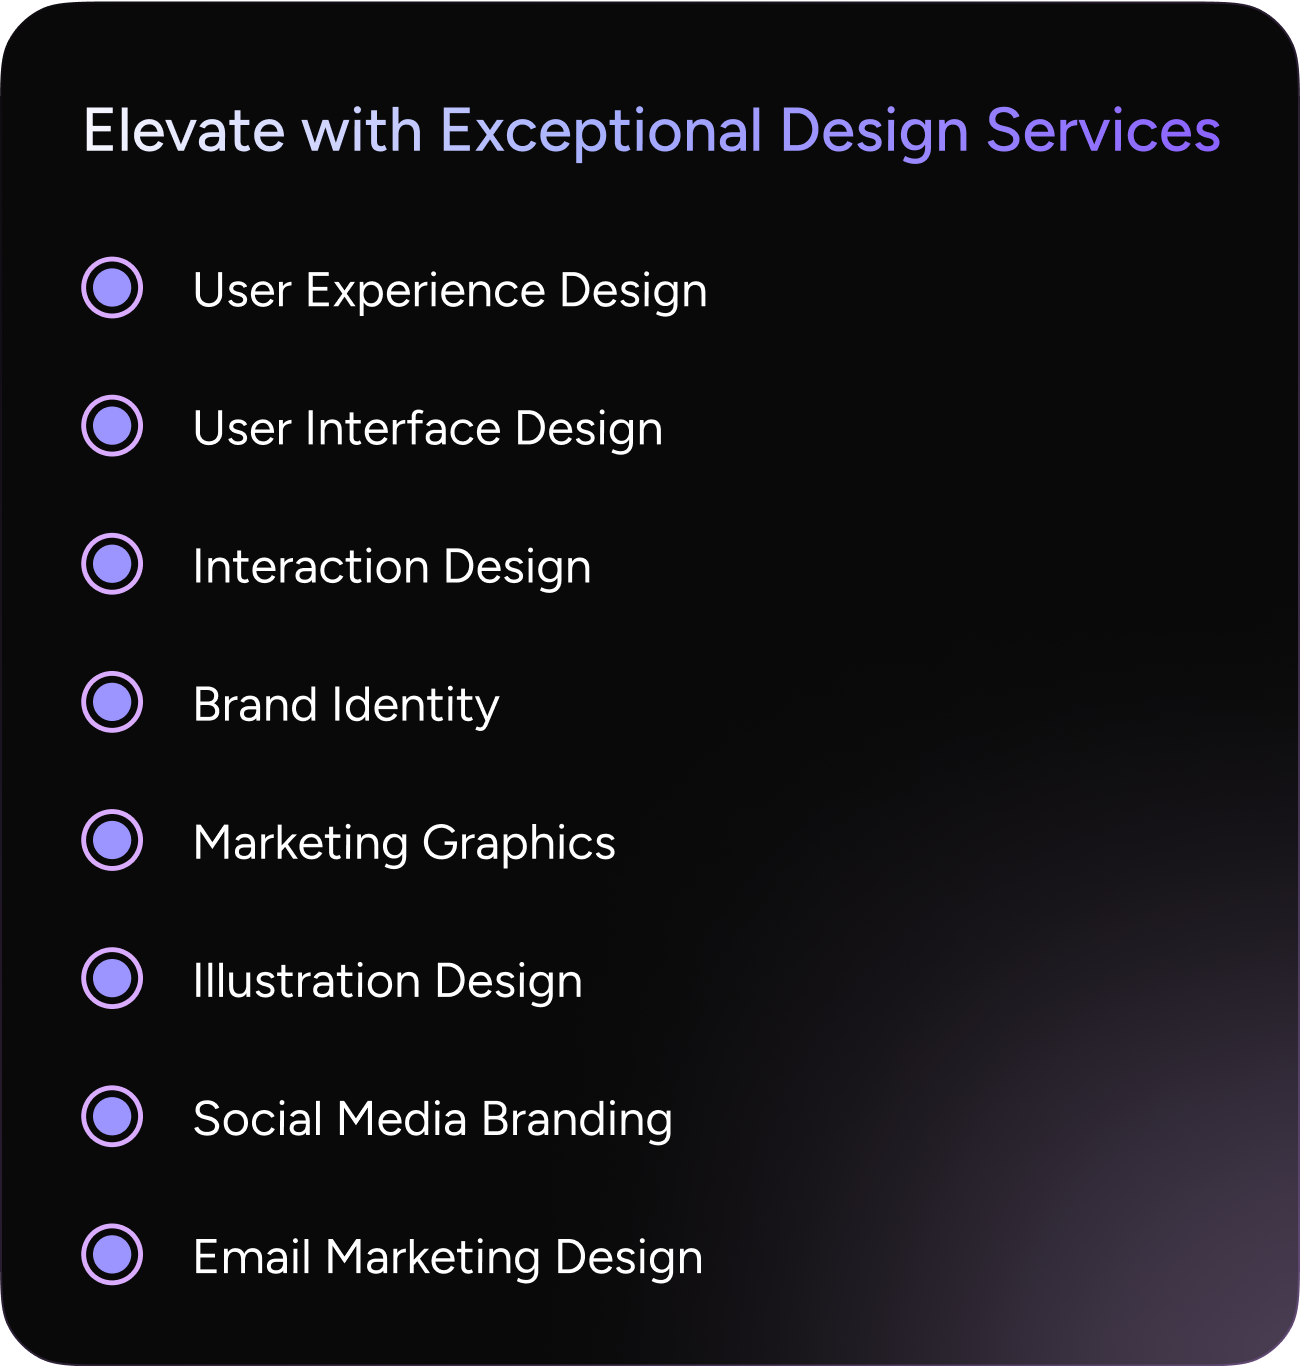 Elevate with Exceptional Design Services
User Experience Design
User Interface Design
Interaction Design
Brand Identity
Marketing Graphics
Illustration Design
Social Media Branding
Email Marketing Design